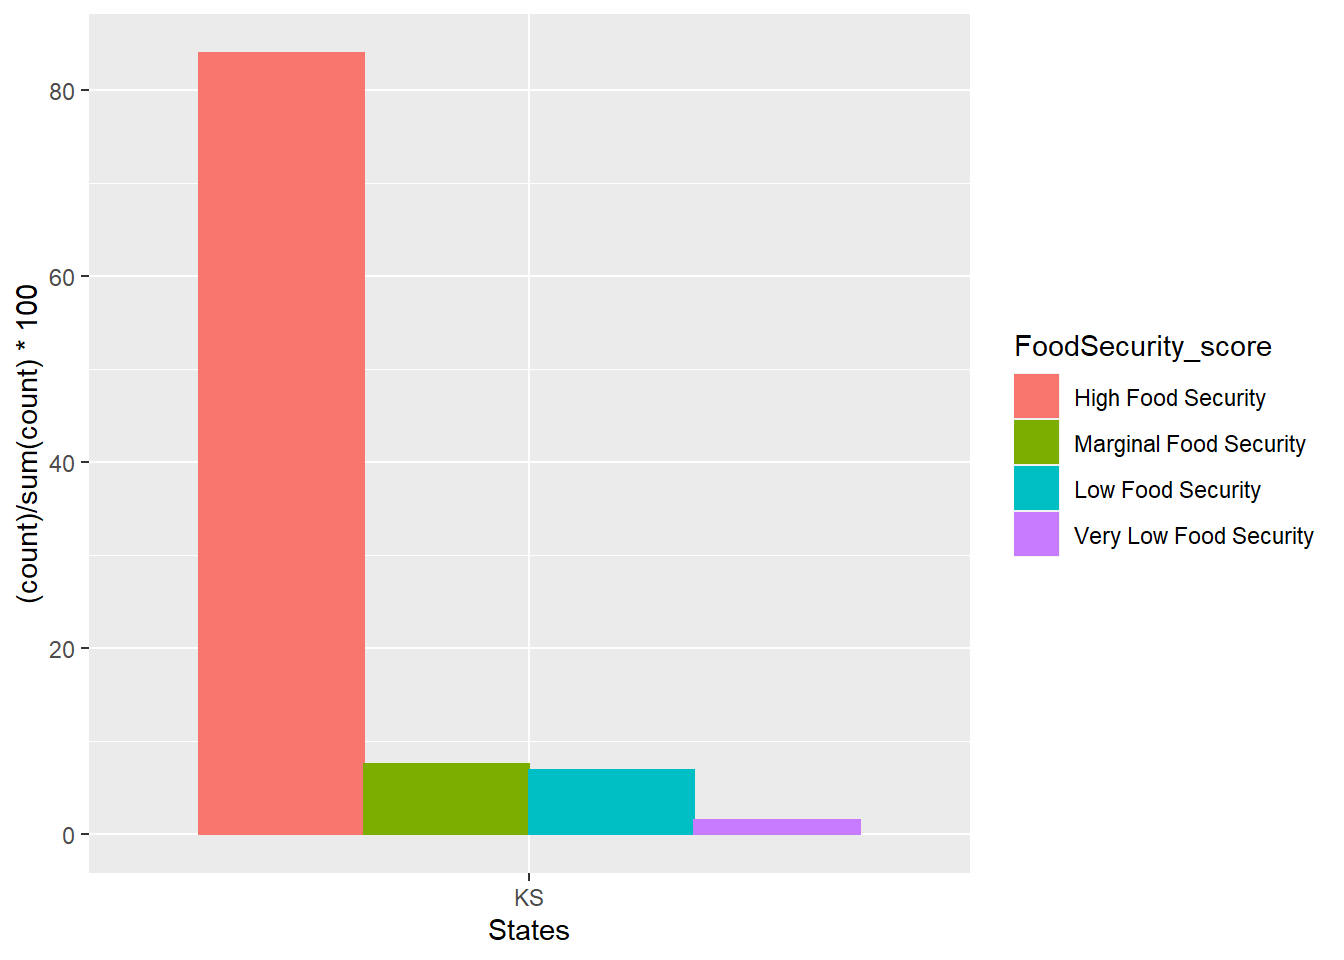 (count)/sum(count) * 100
80
60
40
20
0
KS
States
FoodSecurity_score
High Food Security
Marginal Food Security
Low Food Security
Very Low Food Security